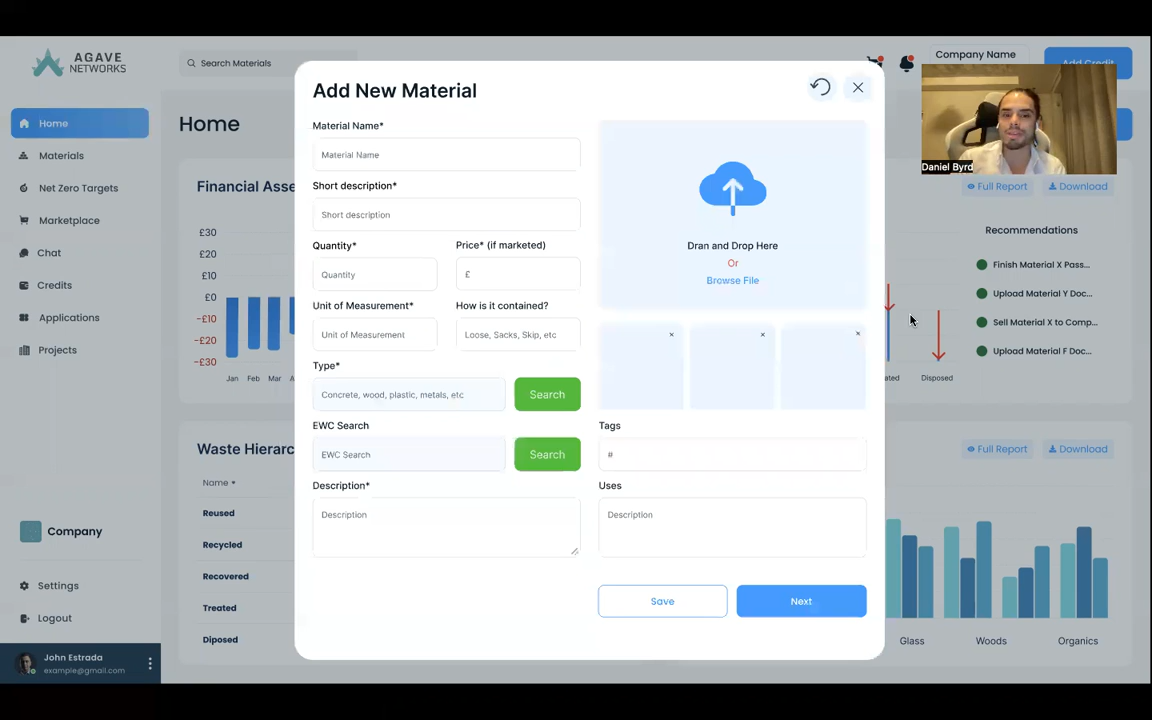 AGAVE
NETWORKS
Search Materials
Company Name
Add Credit
Home
Materials
Net Zero Targets
Marketplace
Chat
Credits
Applications
Projects
Company
Settings
Logout
John Estrada
example@gmail.com
Home
Financial Asse
£30
£20
£10
£0
-£10
-£20
-£30
Jan Feb Mar A
Waste Hierarc
Name
Reused
Recycled
Recovered
Treated
Diposed
Add New Material
Material Name*
Material Name
Short description*
Short description
Quantity* Price* (if marketed)
Quantity £
Unit of Measurement* How is it contained?
Unit of Measurement Loose, Sacks, Skip, etc
Type*
Concrete, wood, plastic, metals, etc Search
EWC Search
EWC Search Search
Description*
Description
Dran and Drop Here
Or
Browse File
Tags
#
Uses
Description
Save Next
Daniel Byrd
Full Report Download
Recommendations
Finish Material X Pass...
Upload Material Y Doc...
Sell Material X to Comp...
Upload Material F Doc...
ated Disposed
Full Report Download
Glass Woods Organics